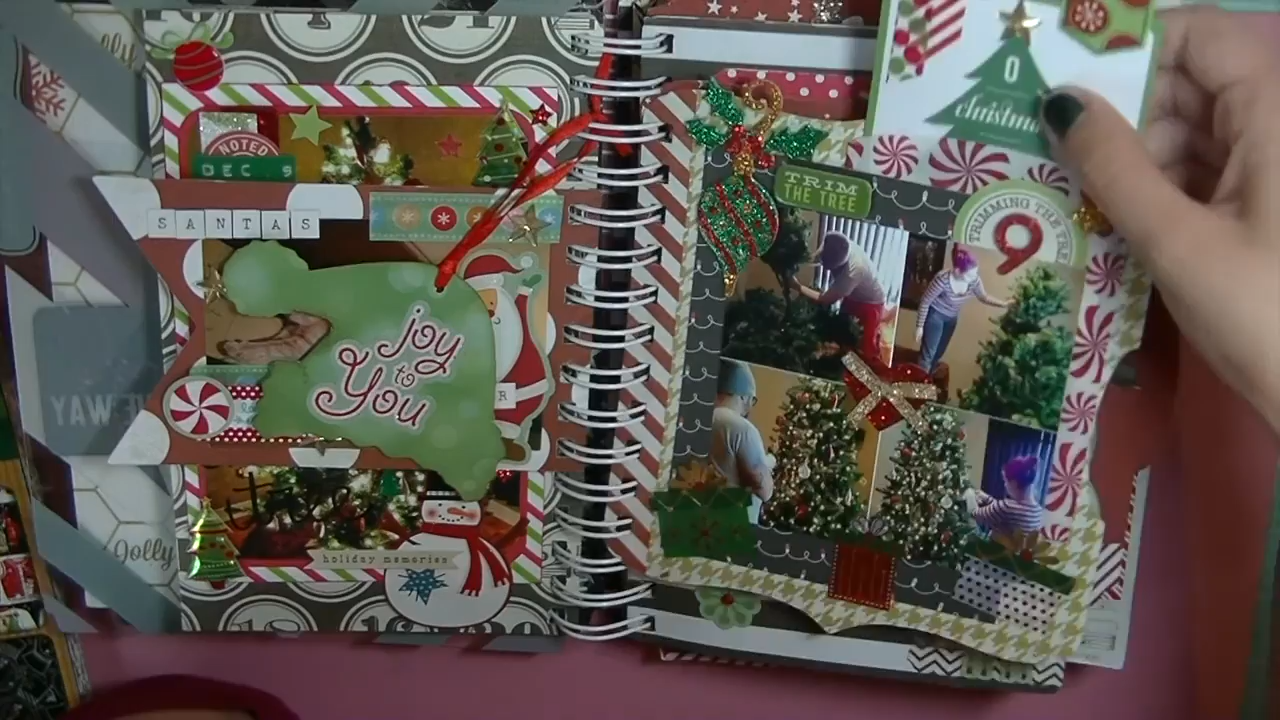 Jolly
NOTED
DEC 9
SANTAS
joy
to
You
R
holiday memories
Jolly
O
christmas
TRIM
THE TREE
TRIMMING THE TREE
9